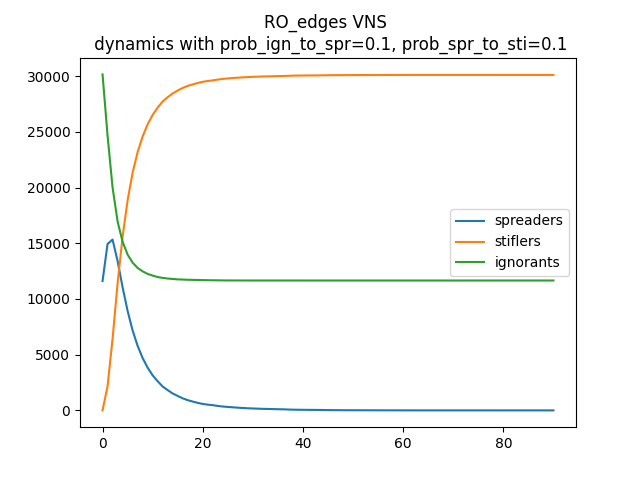 RO_edges VNS
dynamics with prob_ign_to_spr=0.1, prob_spr_to_sti=0.1
30000
25000
20000
15000
10000
5000
0
spreaders
stiflers
ignorants
0 20 40 60 80